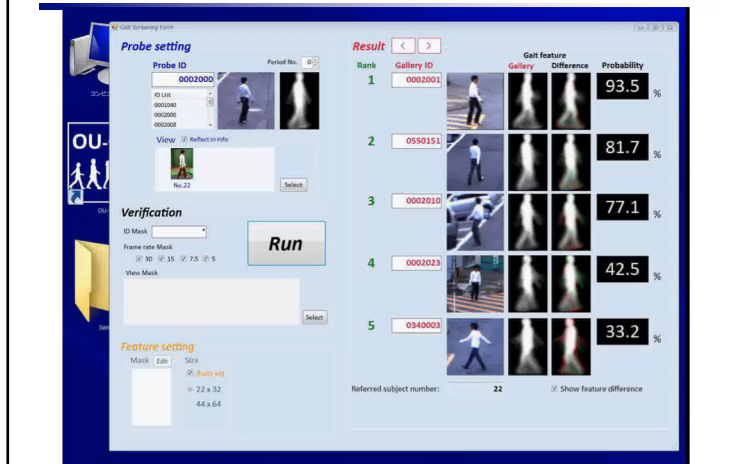 Gait Screening Form
Probe setting
Probe ID
Period No. 0
0002000
ID List
0001040
0002000
0002008
View Reflect in info
No.22
Select
Verification
ID Mask
Run
Frame rate Mask
30 15 7.5 5
View Mask
Select
Feature setting
Mask Edit Size
Auto set
22 x 32
44 x 64
Result < >
Gait feature
Rank Gallery ID Gallery Difference Probability
1 0002001 93.5 %
2 0550151 81.7 %
3 0002010 77.1 %
4 0002023 42.5 %
5 0340003 33.2 %
Referred subject number: 22 Show feature difference
OU-